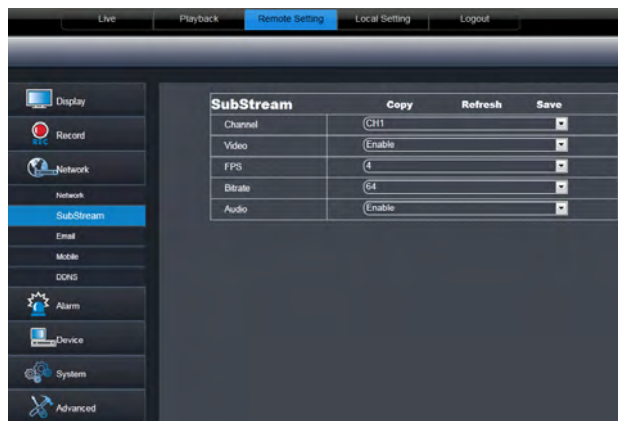 Live Playback Remote Setting Local Setting Logout
Display
Record
REC
Network
Network
SubStream
Email
Mobile
DDNS
Alarm
Device
System
Advanced
SubStream Copy Refresh Save
Channel CH1
Video Enable
FPS 4
Bitrate 64
Audio Enable